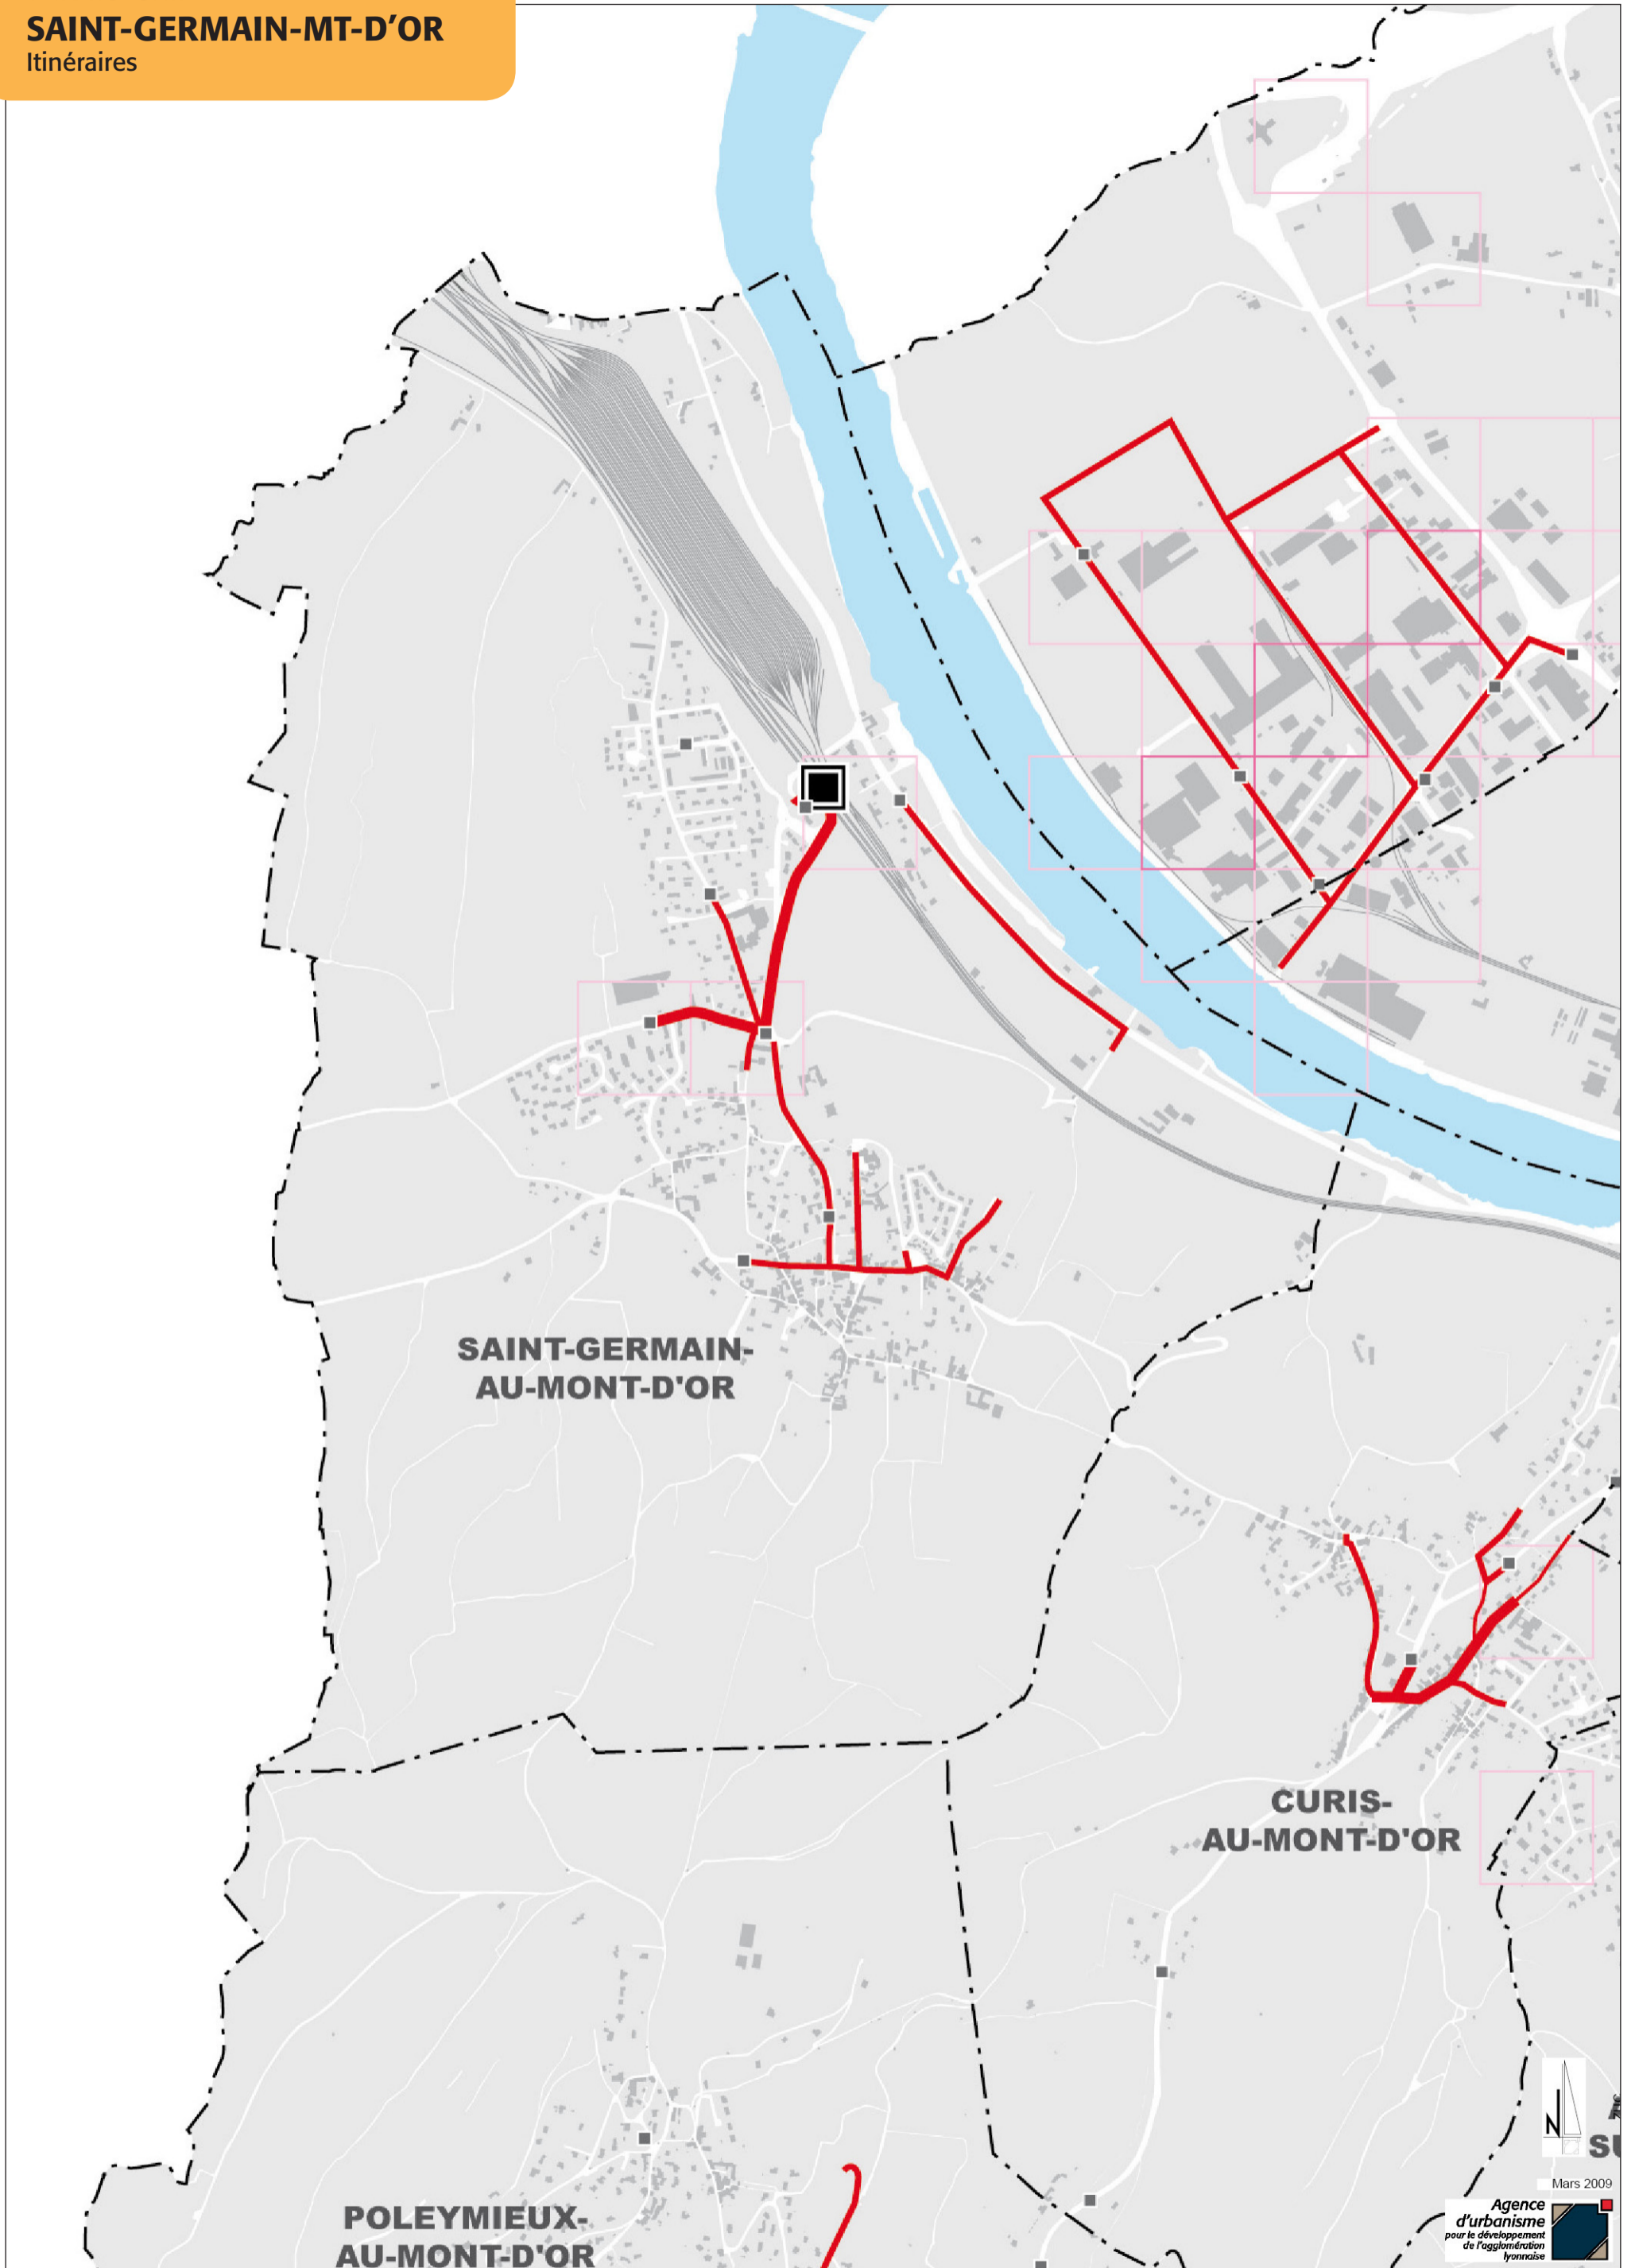 SAINT-GERMAIN-MT-D'OR
Itinéraires
SAINT-GERMAIN-
AU-MONT-D'OR
CURIS-
AU-MONT-D'OR
N
Mars 2009
POLEYMIEUX-
AU-MONT-D'OR
Agence
d'urbanisme
pour le développement
de l'agglomération
lyonnaise